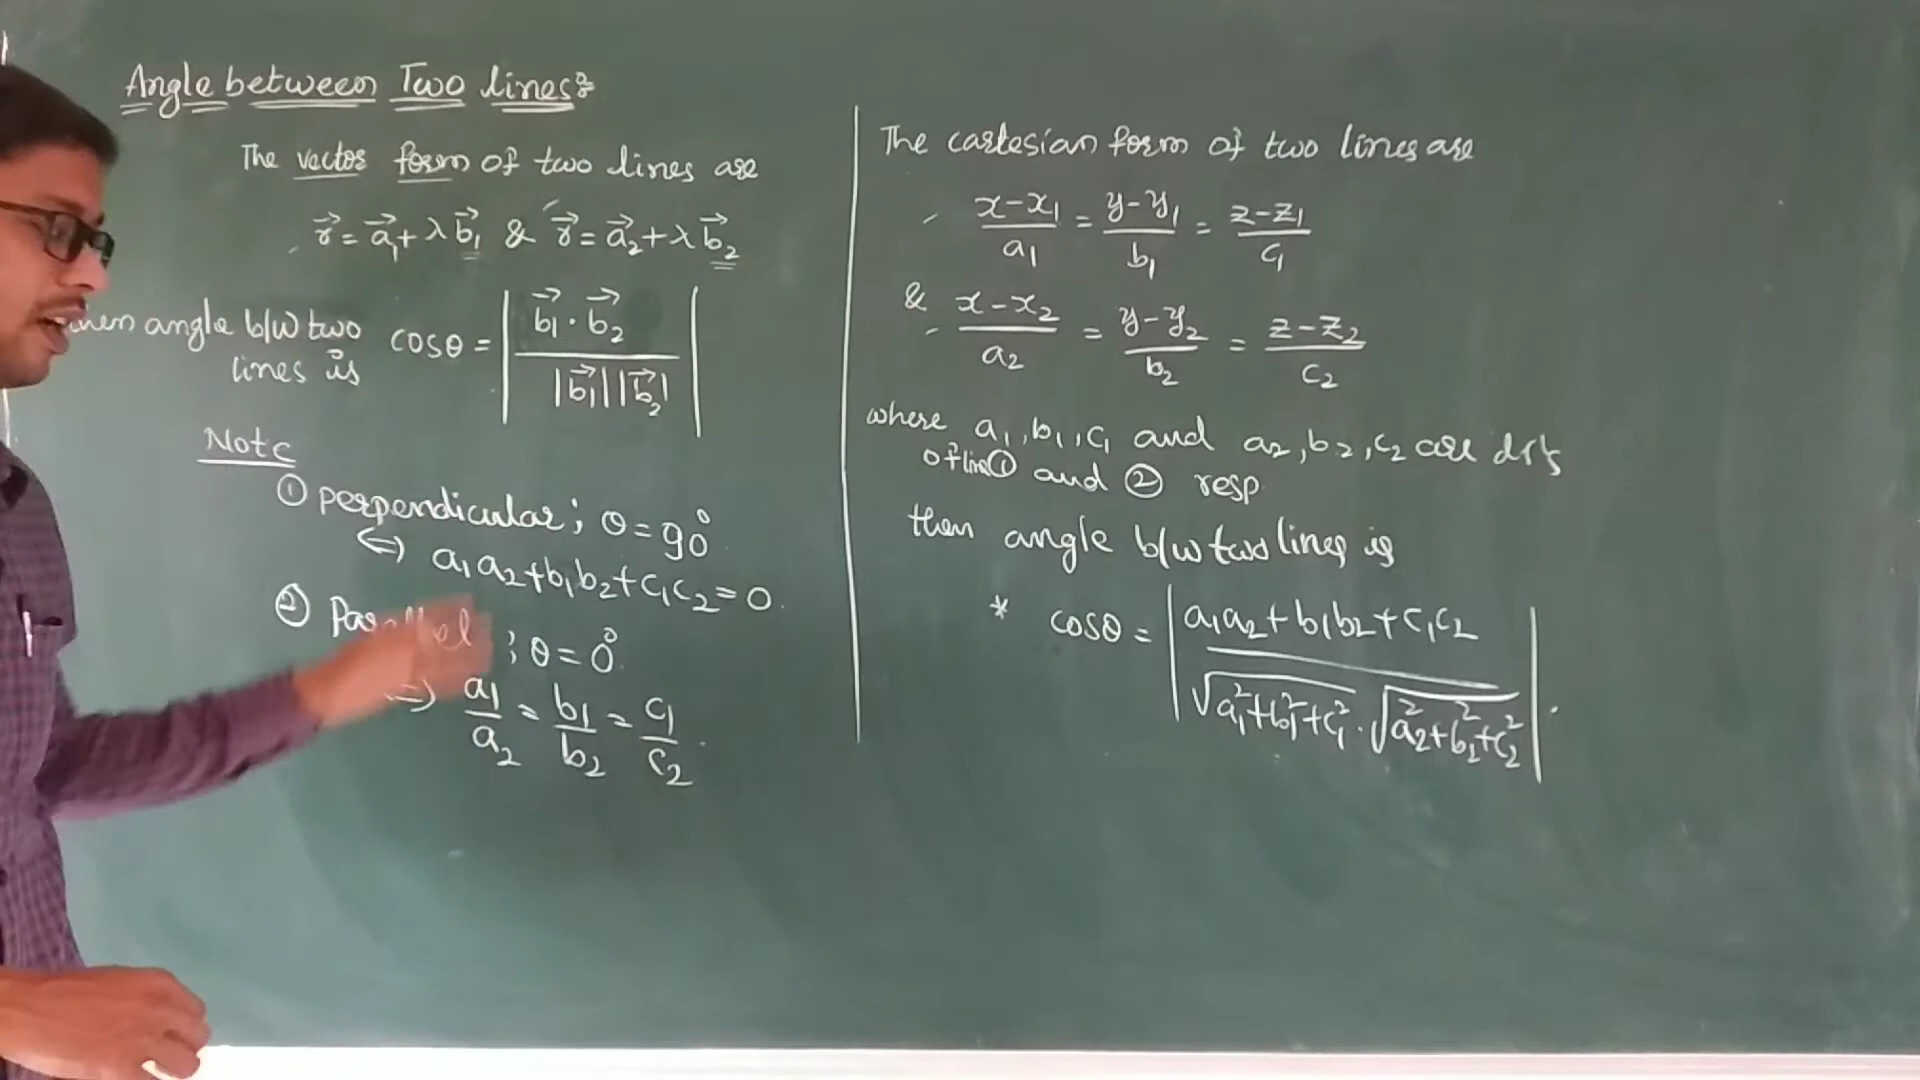 Angle between Two lines:
The vector form of two lines are
r⃗ = a⃗₁ + λ b⃗₁ & r⃗ = a⃗₂ + λ b⃗₂
angle b/w two
lines is
cosθ = | b⃗₁ · b⃗₂ / |b⃗₁| |b⃗₂| |
Note
① perpendicular ; θ = 90°
⇔ a₁a₂ + b₁b₂ + c₁c₂ = 0.
② ; θ = 0°.
a₁/a₂ = b₁/b₂ = c₁/c₂.
The cartesian form of two lines are
x-x₁/a₁ = y-y₁/b₁ = z-z₁/c₁
& x-x₂/a₂ = y-y₂/b₂ = z-z₂/c₂
where a₁, b₁, c₁ and a₂, b₂, c₂ are dr's
of line ① and ② resp
then angle b/w two lines is
* cosθ = | a₁a₂ + b₁b₂ + c₁c₂ / √a₁² + b₁² + c₁² · √a₂² + b₂² + c₂² | .